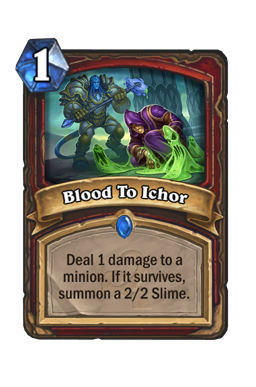 1
Blood To Ichor
Deal 1 damage to a
minion. If it survives,
summon a 2/2 Slime.